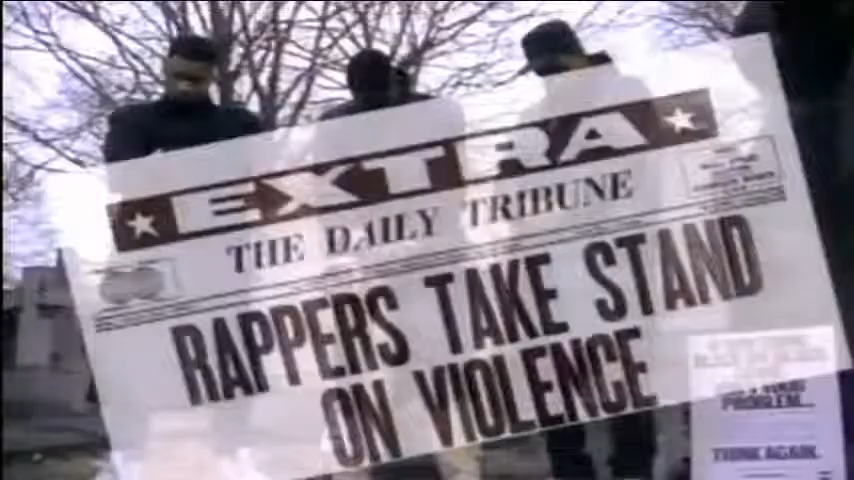 EXTRA
THE DAILY TRIBUNE
RAPPERS TAKE STAND
ON VIOLENCE
PROBLEM...
THINK AGAIN.